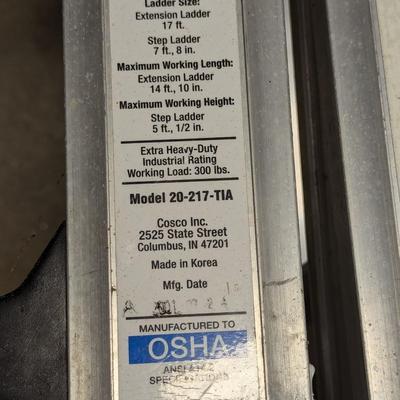 Ladder Size:
Extension Ladder
17 ft.
Step Ladder
7 ft., 8 in.
Maximum Working Length:
Extension Ladder
14 ft., 10 in.
Maximum Working Height:
Step Ladder
5 ft., 1/2 in.
Extra Heavy-Duty
Industrial Rating
Working Load: 300 lbs.
Model 20-217-TIA
Cosco Inc.
2525 State Street
Columbus, IN 47201
Made in Korea
Mfg. Date
MANUFACTURED TO
OSHA
ANSI